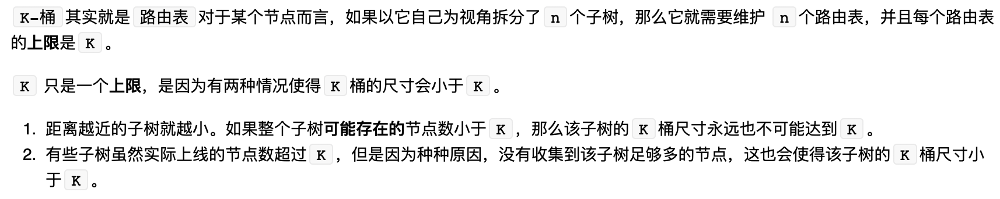 K-桶 其实就是 路由表 对于某个节点而言，如果以它自己为视角拆分了 n 个子树，那么它就需要维护 n 个路由表，并且每个路由表
的上限是 K 。
K 只是一个上限，是因为有两种情况使得 K 桶的尺寸会小于 K 。
1. 距离越近的子树就越小。如果整个子树可能存在的节点数小于 K ，那么该子树的 K 桶尺寸永远也不可能达到 K 。
2. 有些子树虽然实际上线的节点数超过 K ，但是因为种种原因，没有收集到该子树足够多的节点，这也会使得该子树的 K 桶尺寸小
于 K 。